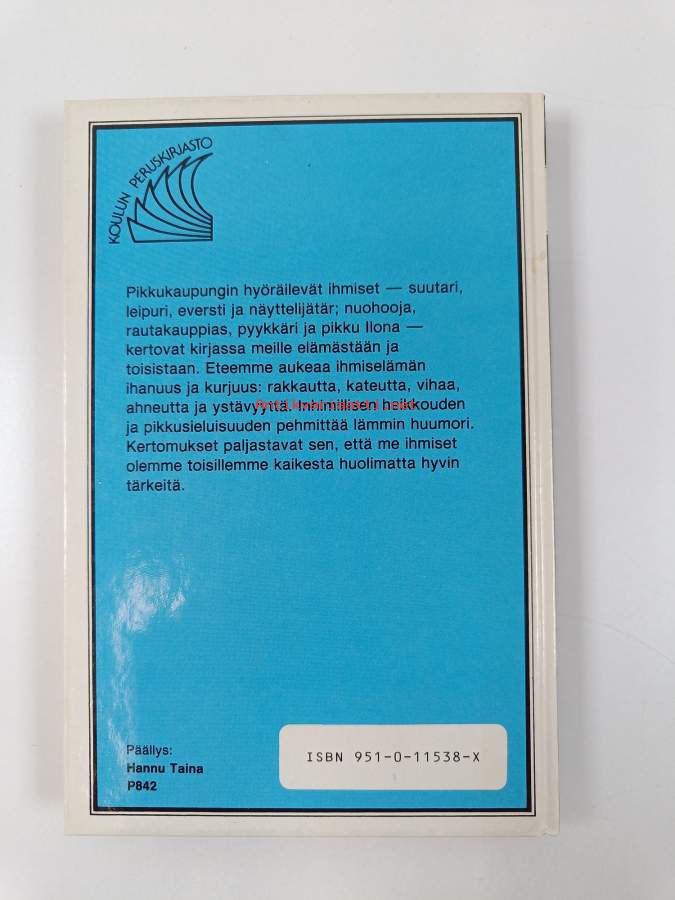 KOULUN PERUSKIRJASTO
Pikkukaupungin hyöräilevät ihmiset — suutari,
leipuri, eversti ja näyttelijätär; nuohooja,
rautakauppias, pyykkäri ja pikku Ilona —
kertovat kirjassa meille elämästään ja
toisistaan. Eteemme aukeaa ihmiselämän
ihanuus ja kurjuus: rakkautta, kateutta, vihaa,
ahneutta ja ystävyyttä. Inhimillisen heikkouden
ja pikkusieluisuuden pehmittää lämmin huumori.
Kertomukset paljastavat sen, että me ihmiset
olemme toisillemme kaikesta huolimatta hyvin
tärkeitä.
Päällys:
Hannu Taina
P842
ISBN 951-0-11538-X